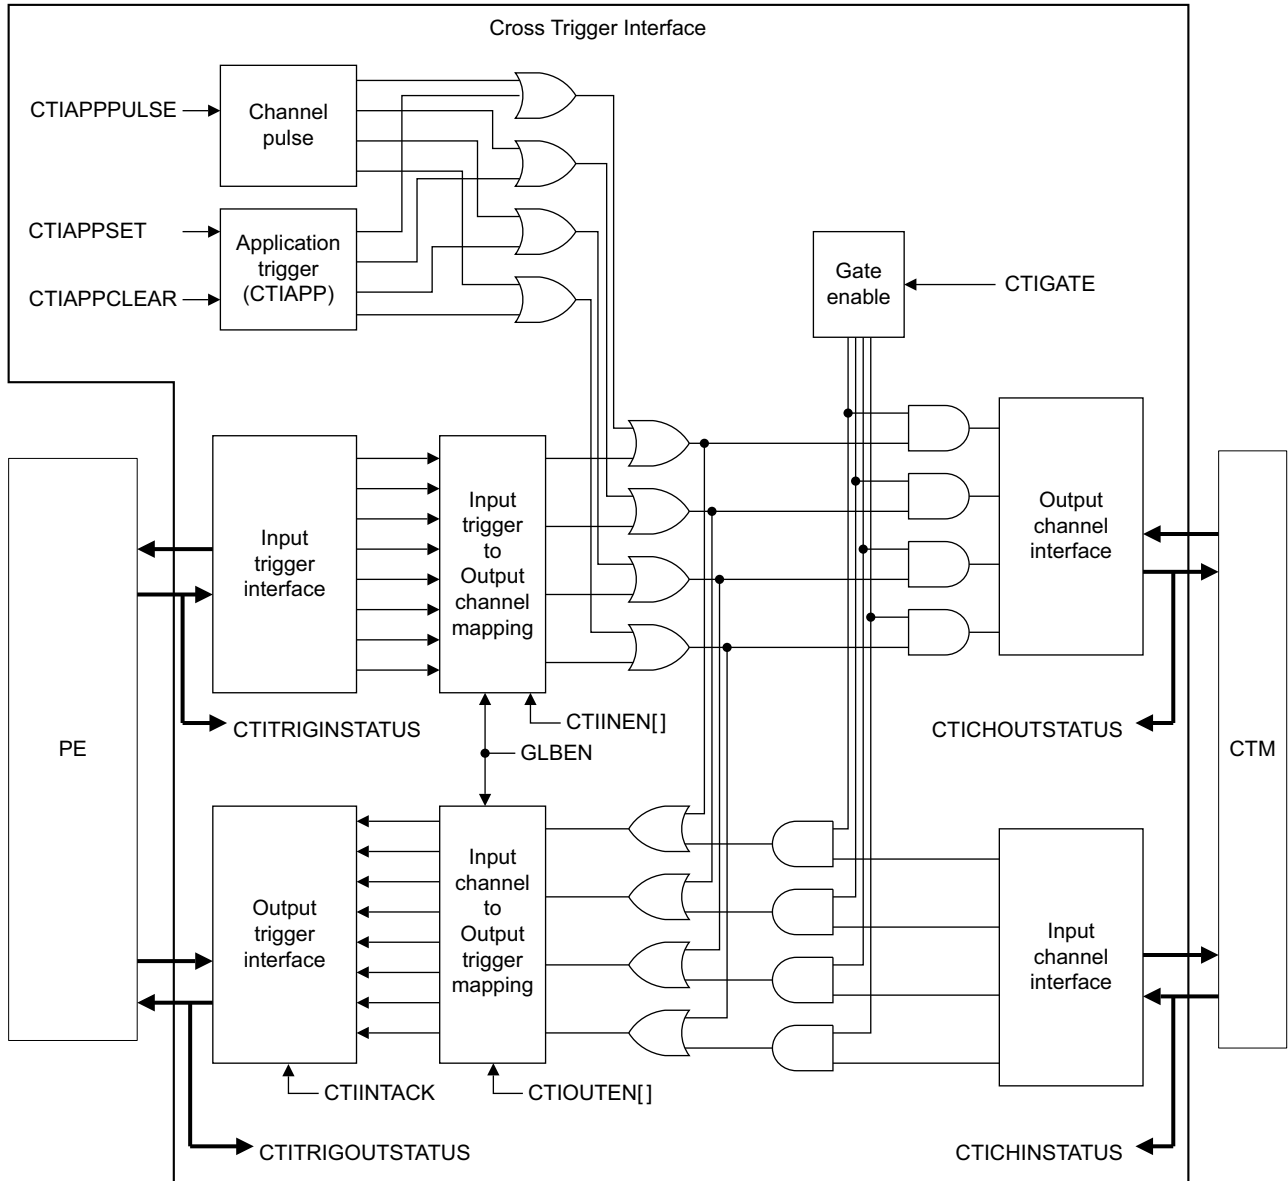 Cross Trigger Interface
CTIAPPPULSE
Channel
pulse
CTIAPPSET
CTIAPPCLEAR
Application
trigger
(CTIAPP)
Gate
enable
CTIGATE
PE
Input
trigger
interface
Input
trigger
to
Output
channel
mapping
Output
channel
interface
CTM
CTITRIGINSTATUS
CTIINEN[]
GLBEN
CTICHOUTSTATUS
Output
trigger
interface
Input
channel
to
Output
trigger
mapping
Input
channel
interface
CTIINTACK
CTIOUTEN[]
CTITRIGOUTSTATUS
CTICHINSTATUS